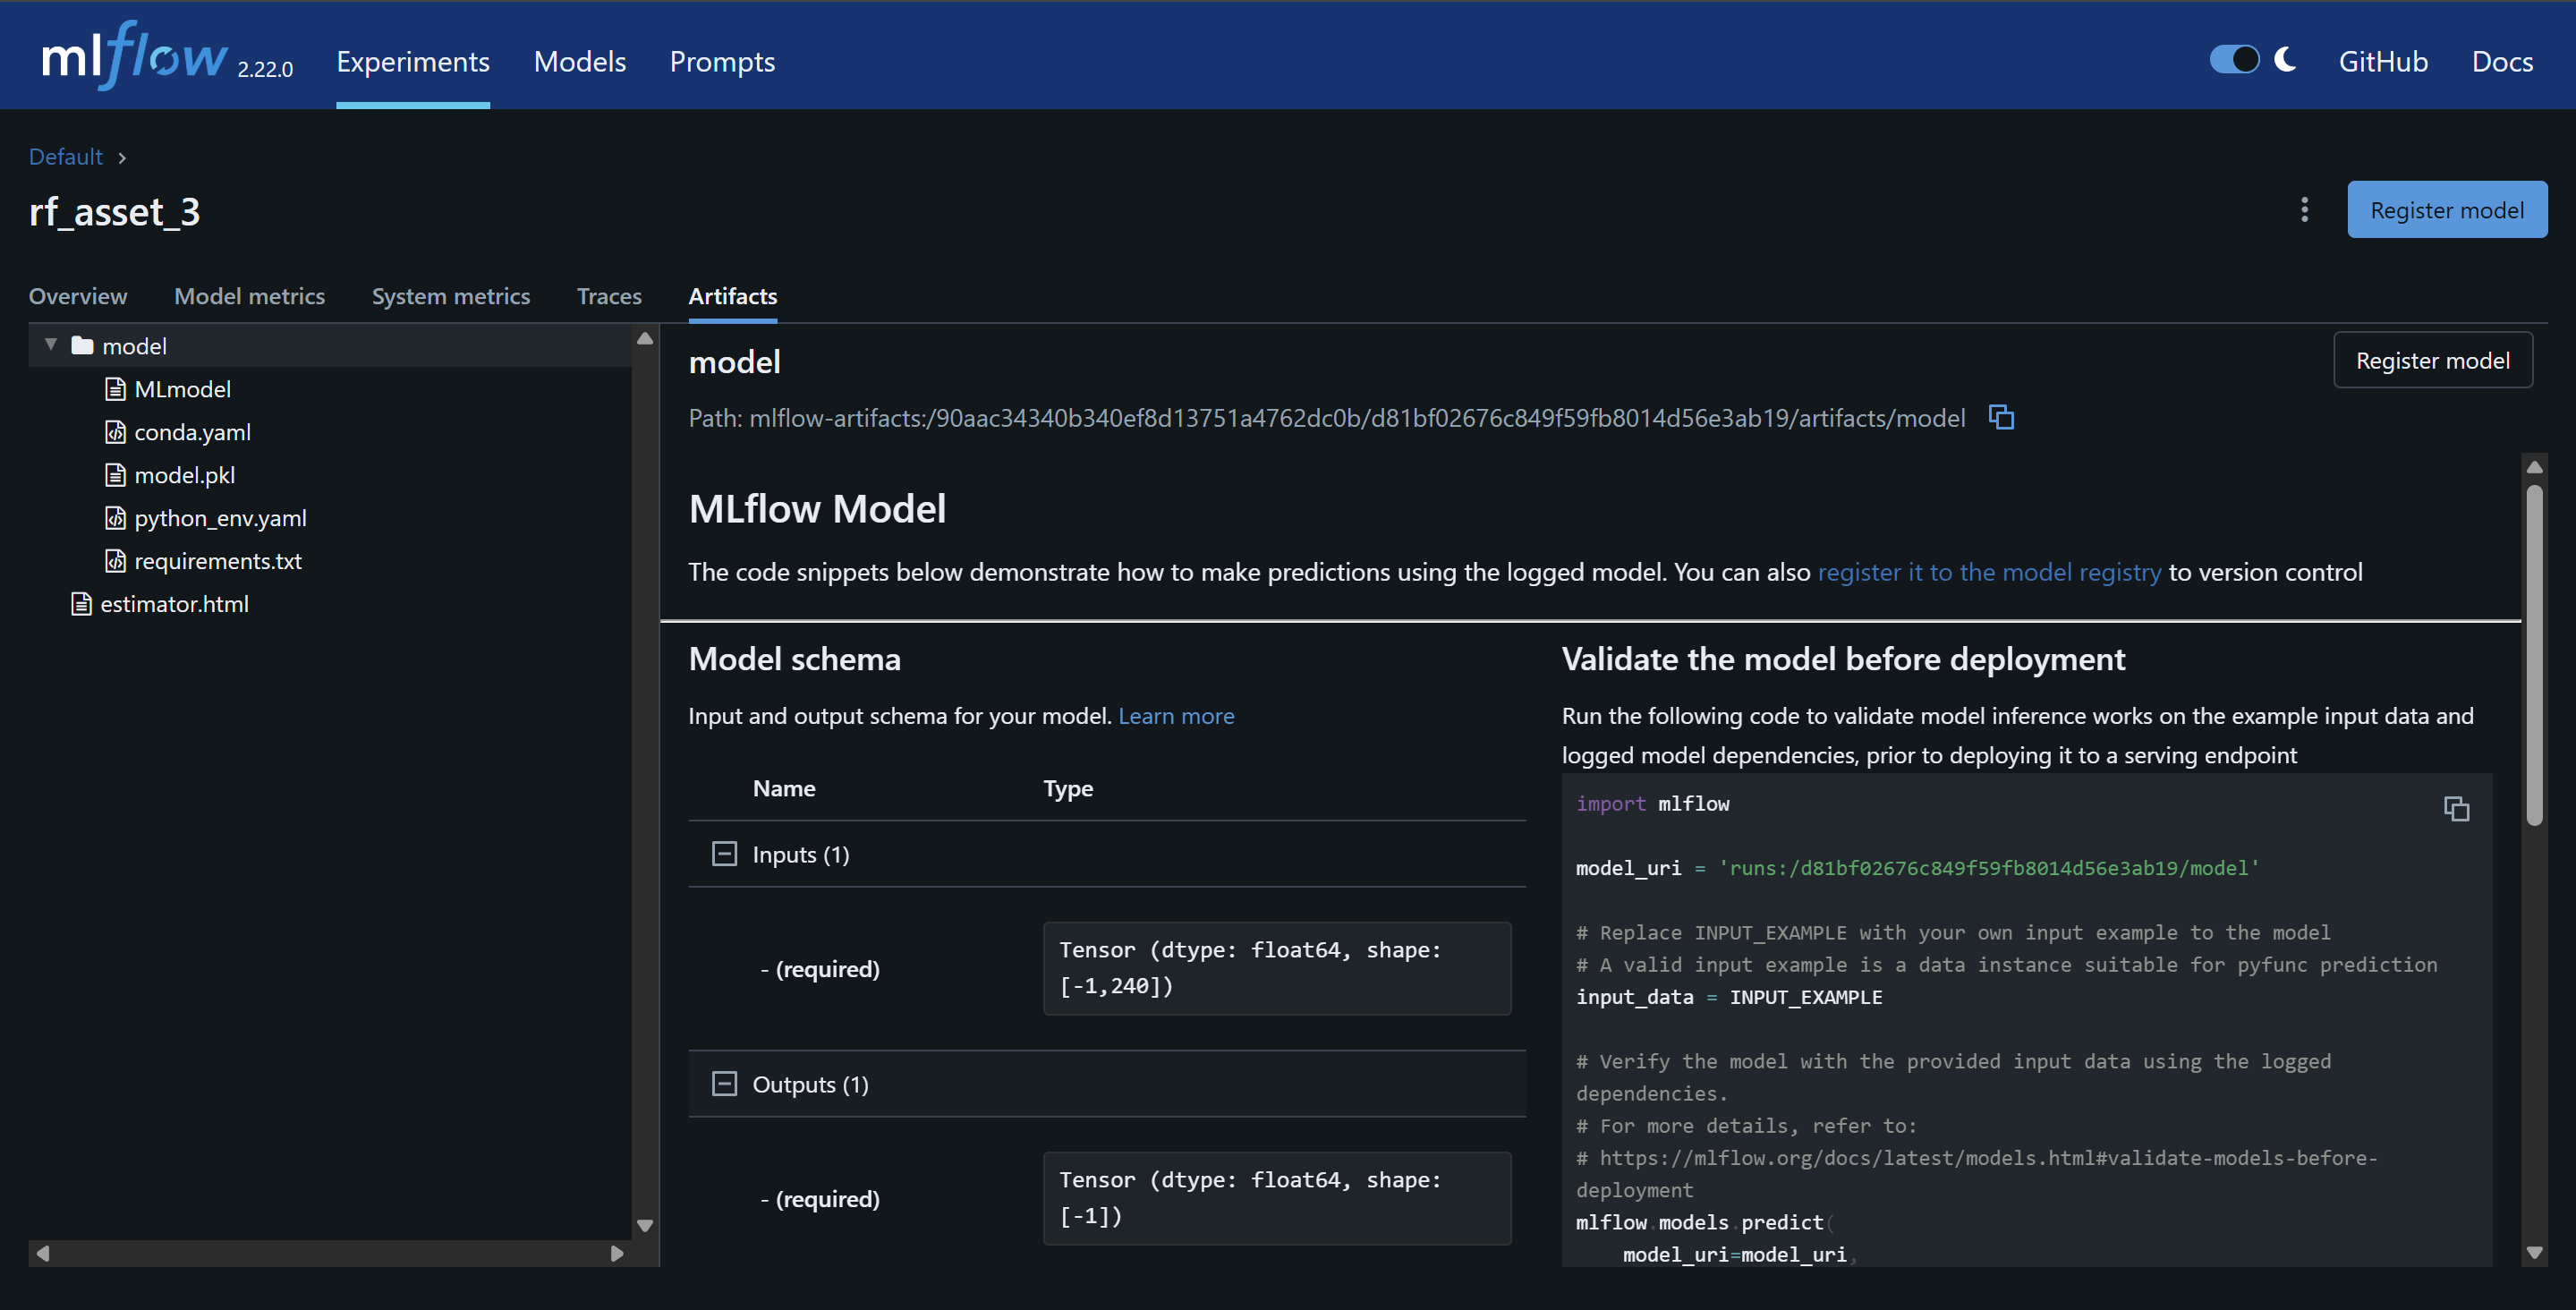 mlflow 2.22.0 Experiments Models Prompts GitHub Docs
Default
rf_asset_3
Register model
Overview Model metrics System metrics Traces Artifacts
model
MLmodel
conda.yaml
model.pkl
python_env.yaml
requirements.txt
estimator.html
model
Register model
Path: mlflow-artifacts:/90aac34340b340ef8d13751a4762dc0b/d81bf02676c849f59fb8014d56e3ab19/artifacts/model
MLflow Model
The code snippets below demonstrate how to make predictions using the logged model. You can also register it to the model registry to version control
Model schema
Input and output schema for your model. Learn more
Name Type
Inputs (1)
- (required)
Tensor (dtype: float64, shape:
[-1,240])
Outputs (1)
- (required)
Tensor (dtype: float64, shape:
[-1])
Validate the model before deployment
Run the following code to validate model inference works on the example input data and
logged model dependencies, prior to deploying it to a serving endpoint
import mlflow
model_uri = 'runs:/d81bf02676c849f59fb8014d56e3ab19/model'
# Replace INPUT_EXAMPLE with your own input example to the model
# A valid input example is a data instance suitable for pyfunc prediction
input_data = INPUT_EXAMPLE
# Verify the model with the provided input data using the logged
dependencies.
# For more details, refer to:
# https://mlflow.org/docs/latest/models.html#validate-models-before-
deployment
mlflow.models.predict(
model_uri=model_uri,